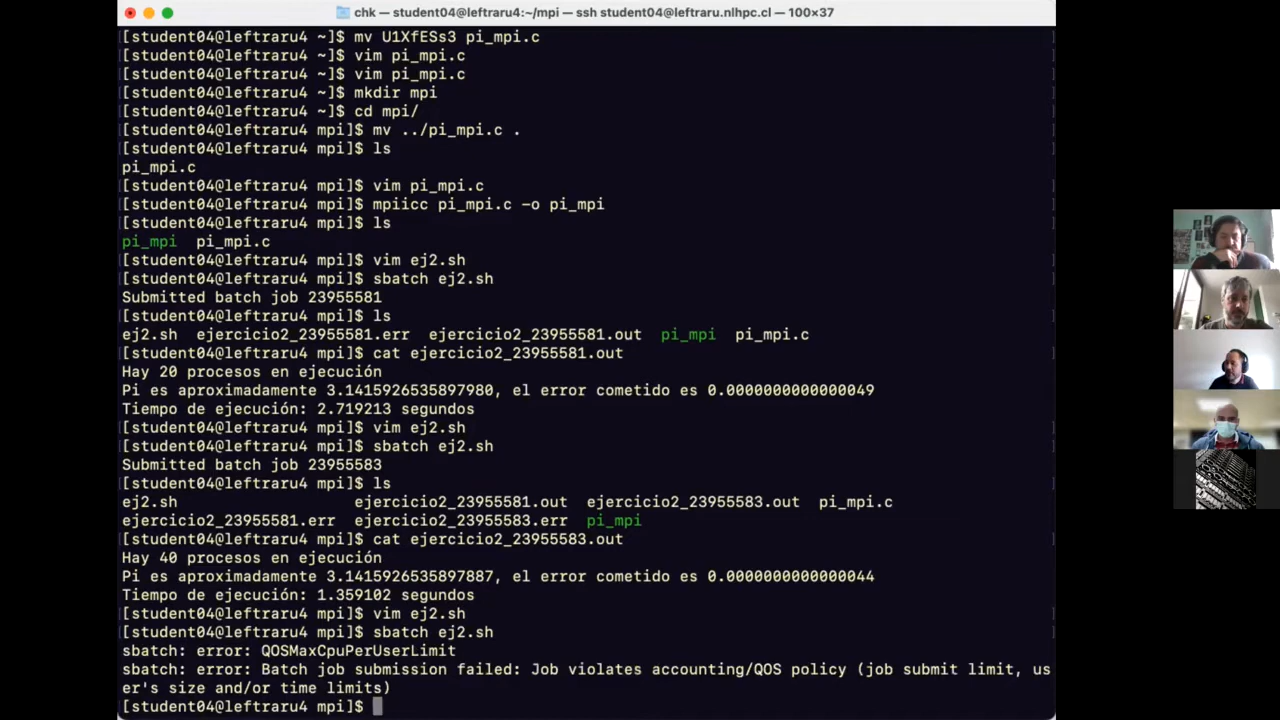 chk — student04@leftraru4:~/mpi — ssh student04@leftraru.nlhpc.cl — 100×37
[student04@leftraru4 ~]$ mv U1XfESs3 pi_mpi.c
[student04@leftraru4 ~]$ vim pi_mpi.c
[student04@leftraru4 ~]$ vim pi_mpi.c
[student04@leftraru4 ~]$ mkdir mpi
[student04@leftraru4 ~]$ cd mpi/
[student04@leftraru4 mpi]$ mv ../pi_mpi.c .
[student04@leftraru4 mpi]$ ls
pi_mpi.c
[student04@leftraru4 mpi]$ vim pi_mpi.c
[student04@leftraru4 mpi]$ mpiicc pi_mpi.c -o pi_mpi
[student04@leftraru4 mpi]$ ls
pi_mpi  pi_mpi.c
[student04@leftraru4 mpi]$ vim ej2.sh
[student04@leftraru4 mpi]$ sbatch ej2.sh
Submitted batch job 23955581
[student04@leftraru4 mpi]$ ls
ej2.sh  ejercicio2_23955581.err  ejercicio2_23955581.out  pi_mpi  pi_mpi.c
[student04@leftraru4 mpi]$ cat ejercicio2_23955581.out
Hay 20 procesos en ejecución
Pi es aproximadamente 3.1415926535897980, el error cometido es 0.0000000000000049
Tiempo de ejecución: 2.719213 segundos
[student04@leftraru4 mpi]$ vim ej2.sh
[student04@leftraru4 mpi]$ sbatch ej2.sh
Submitted batch job 23955583
[student04@leftraru4 mpi]$ ls
ej2.sh                   ejercicio2_23955581.out  ejercicio2_23955583.out  pi_mpi.c
ejercicio2_23955581.err  ejercicio2_23955583.err  pi_mpi
[student04@leftraru4 mpi]$ cat ejercicio2_23955583.out
Hay 40 procesos en ejecución
Pi es aproximadamente 3.1415926535897887, el error cometido es 0.0000000000000044
Tiempo de ejecución: 1.359102 segundos
[student04@leftraru4 mpi]$ vim ej2.sh
[student04@leftraru4 mpi]$ sbatch ej2.sh
sbatch: error: QOSMaxCpuPerUserLimit
sbatch: error: Batch job submission failed: Job violates accounting/QOS policy (job submit limit, us
er's size and/or time limits)
[student04@leftraru4 mpi]$